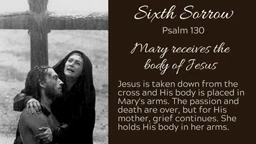 Sixth Sorrow
Psalm 130
Mary receives the
body of Jesus
Jesus is taken down from the
cross and His body is placed in
Mary's arms. The passion and
death are over, but for His
mother, grief continues. She
holds His body in her arms.